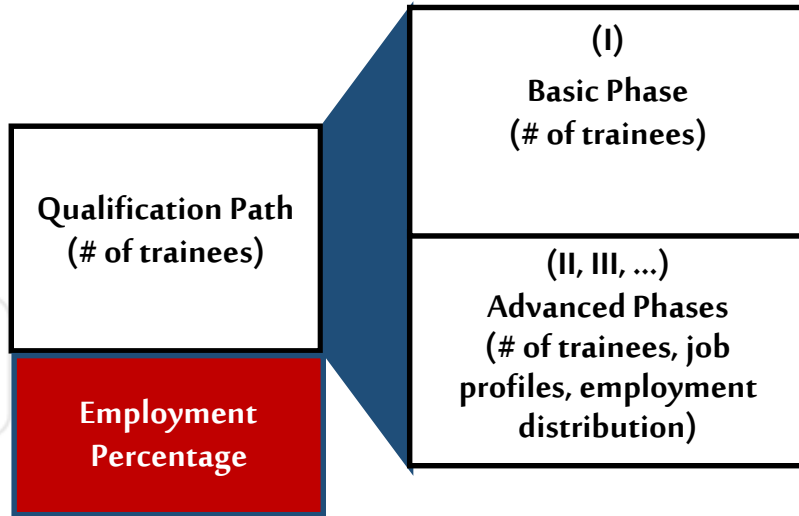 Qualification Path
(# of trainees)
Employment
Percentage
(I)
Basic Phase
(# of trainees)
(II, III, ...)
Advanced Phases
(# of trainees, job
profiles, employment
distribution)